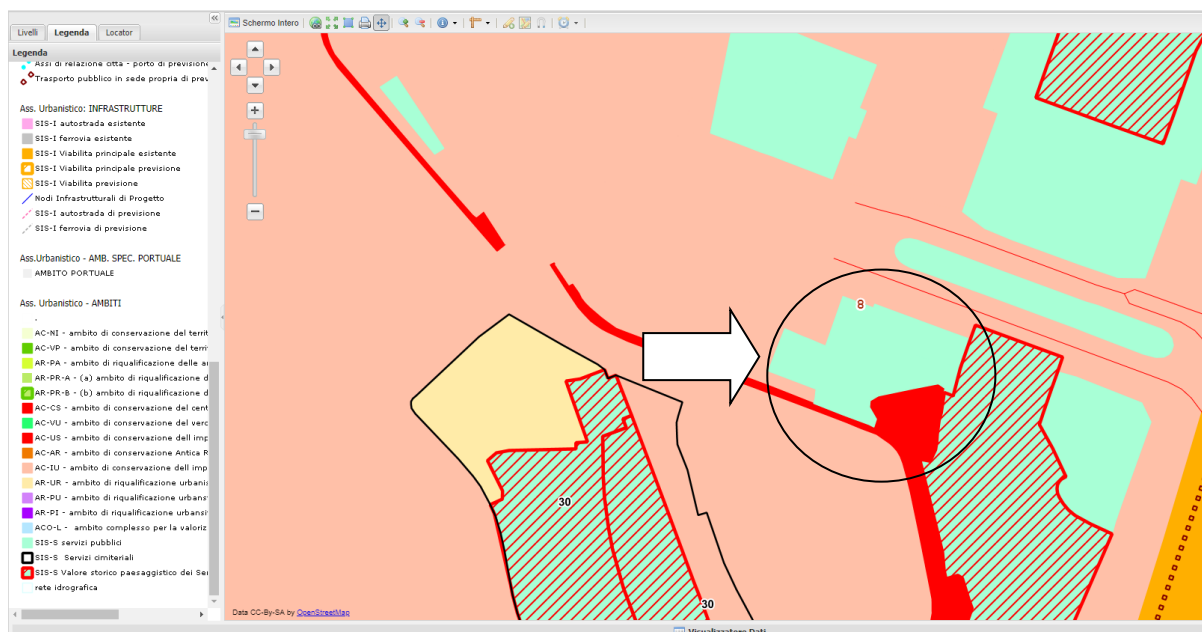 Schermo Intero
Livelli
Legenda
Locator
Legenda
Assi di relazione citta - porto di previsione
Trasporto pubblico in sede propria di prev
Ass. Urbanistico: INFRASTRUTTURE
SIS-I autostrada esistente
SIS-I ferrovia esistente
SIS-I Viabilita principale esistente
SIS-I Viabilita principale previsione
SIS-I Viabilita previsione
Nodi Infrastrutturali di Progetto
SIS-I autostrada di previsione
SIS-I ferrovia di previsione
Ass.Urbanistico - AMB. SPEC. PORTUALE
AMBITO PORTUALE
Ass. Urbanistico - AMBITI
.
AC-NI - ambito di conservazione del territ
AC-VP - ambito di conservazione del terri
AR-PA - ambito di riqualificazione delle a
AR-PR-A - (a) ambito di riqualificazione d
AR-PR-B - (b) ambito di riqualificazione d
AC-CS - ambito di conservazione del cent
AC-VU - ambito di conservazione del verd
AC-US - ambito di conservazione dell imp
AC-AR - ambito di conservazione Antica R
AC-IU - ambito di conservazione dell imp
AR-UR - ambito di riqualificazione urbanis
AR-PU - ambito di riqualificazione urbans
AR-PI - ambito di riqualificazione urbansi
ACO-L - ambito complesso per la valoriz
SIS-S servizi pubblici
SIS-S Servizi cimiteriali
SIS-S Valore storico paesaggistico dei Se
rete idrografica
8
30
30
Data CC-By-SA by OpenStreetMap
Visualizzatore Dati